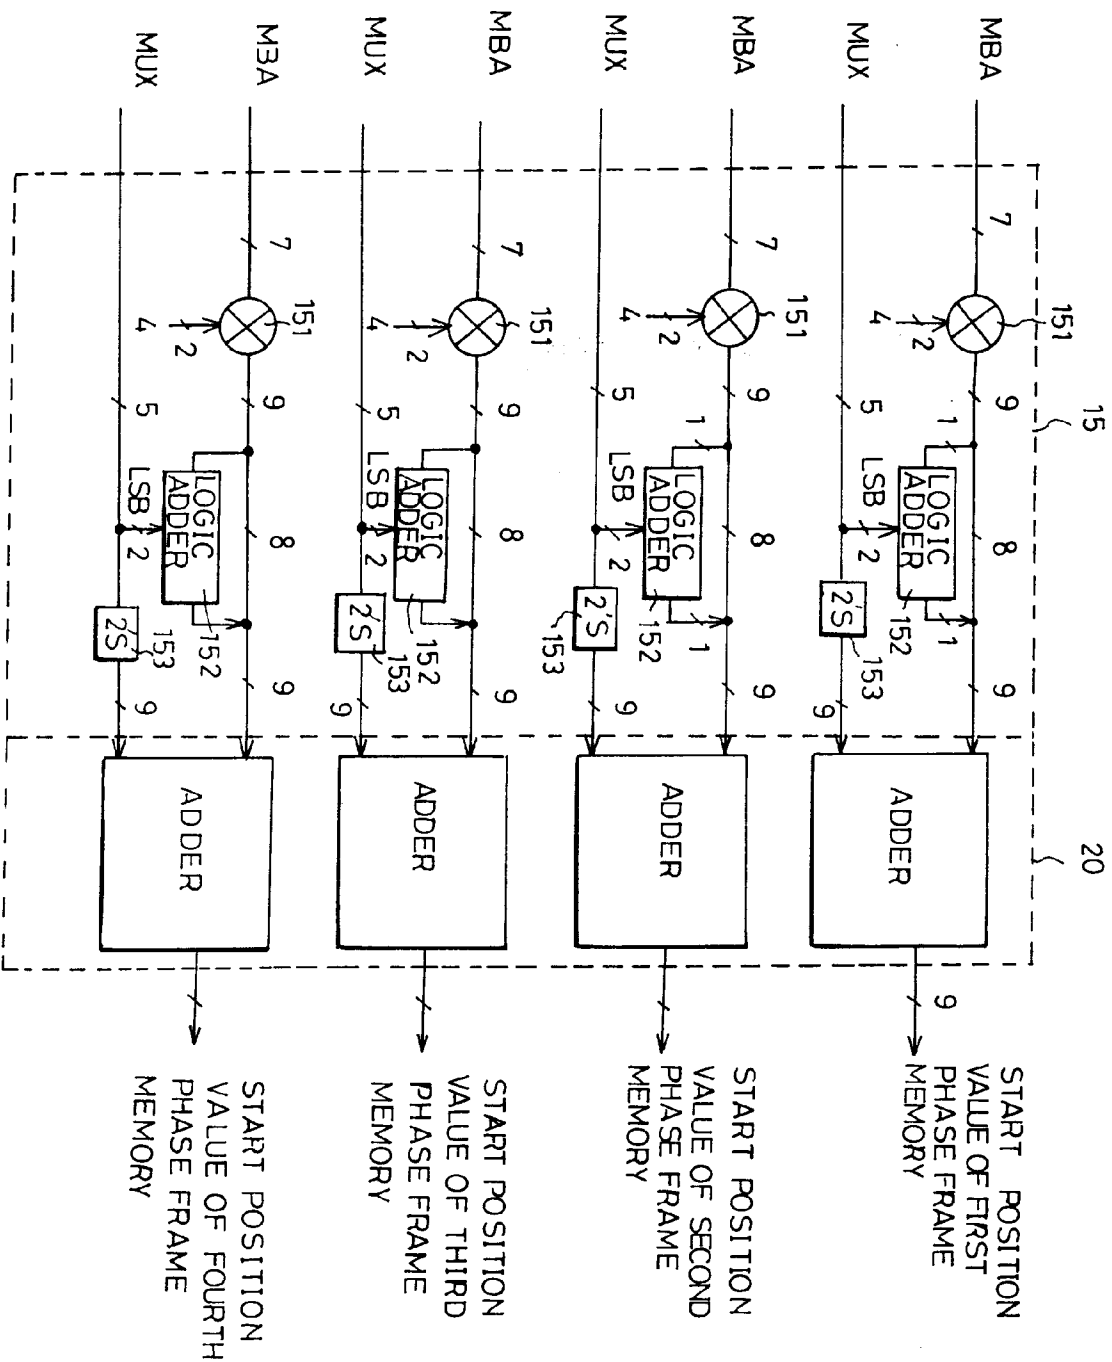 15
20
MBA
7
151
4
2
9
1
LOGIC
ADDER
8
152
1
9
MUX
5
LSB
2
2'S
153
9
ADDER
9
START POSITION
VALUE OF FIRST
PHASE FRAME
MEMORY
MBA
7
151
4
2
9
1
LOGIC
ADDER
8
152
1
9
MUX
5
LSB
2
2'S
153
9
ADDER
START POSITION
VALUE OF SECOND
PHASE FRAME
MEMORY
MBA
7
151
4
2
9
LOGIC
ADDER
8
152
9
MUX
5
LSB
2
2'S
153
9
ADDER
START POSITION
VALUE OF THIRD
PHASE FRAME
MEMORY
MBA
7
151
4
2
9
LOGIC
ADDER
8
152
9
MUX
5
LSB
2
2'S
153
9
ADDER
START POSITION
VALUE OF FOURTH
PHASE FRAME
MEMORY